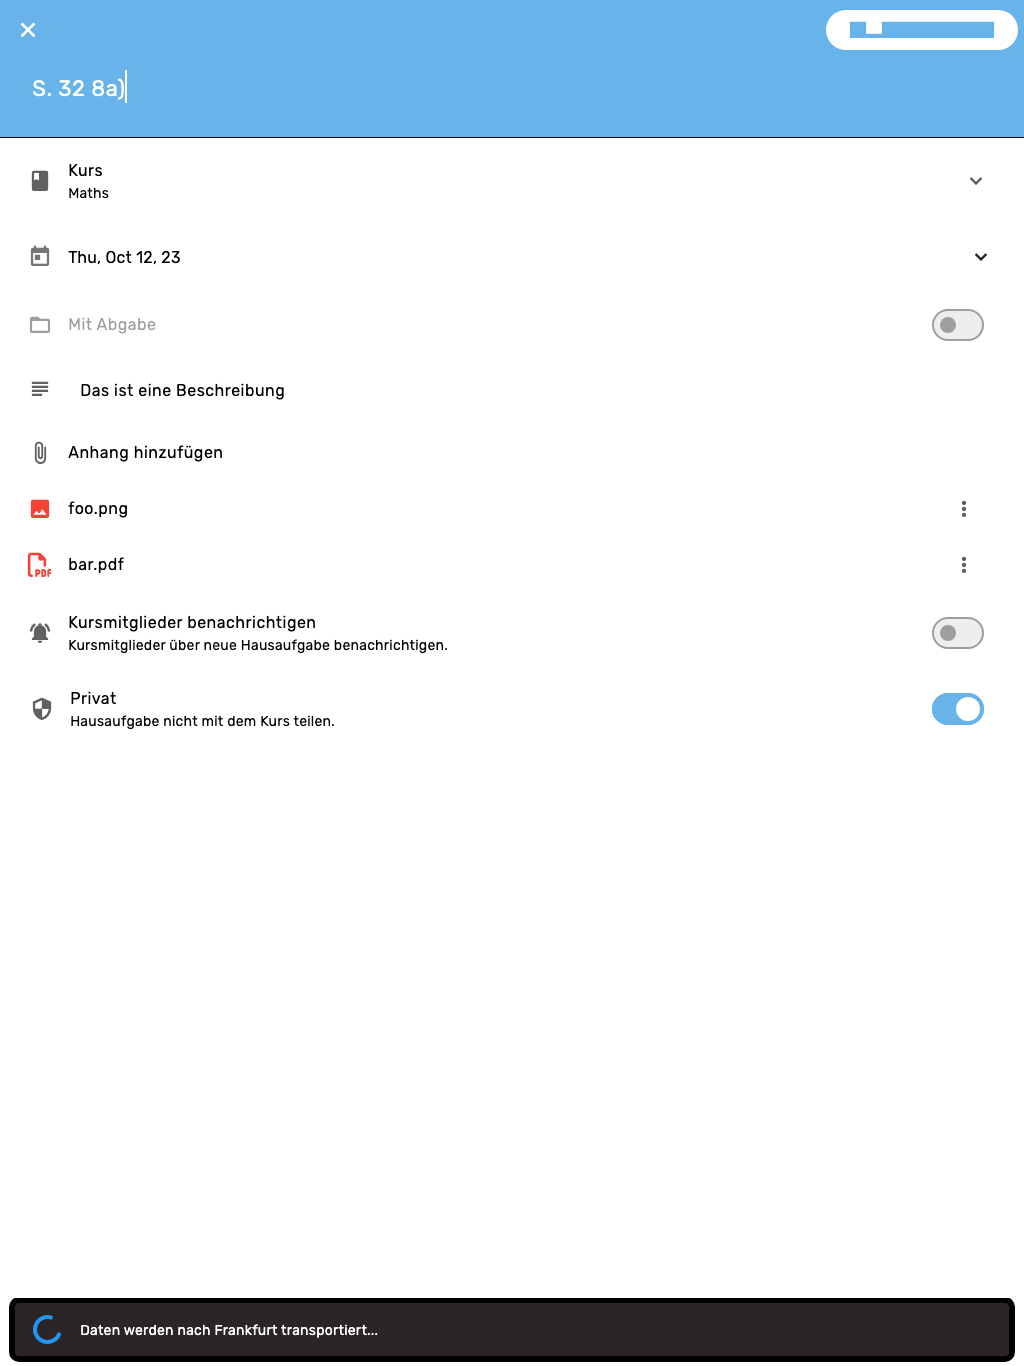 S. 32 8a)
Kurs
Maths
Thu, Oct 12, 23
Mit Abgabe
Das ist eine Beschreibung
Anhang hinzufügen
foo.png
PDF
bar.pdf
Kursmitglieder benachrichtigen
Kursmitglieder über neue Hausaufgabe benachrichtigen.
Privat
Hausaufgabe nicht mit dem Kurs teilen.
Daten werden nach Frankfurt transportiert...